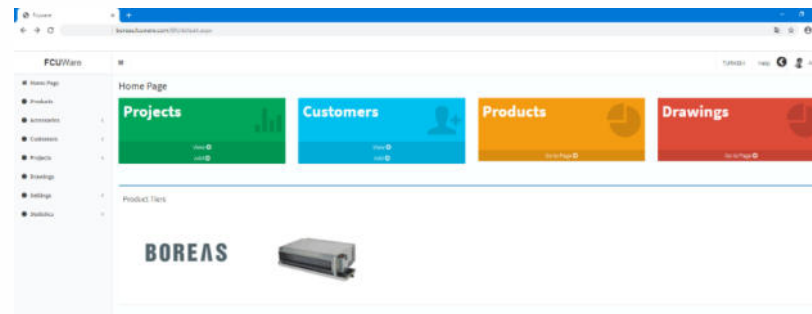 Fcuware
FCUWare
TURKISH
Help
Home Page
Products
Accessories
Customers
Projects
Drawings
Settings
Statistics
Home Page
Projects
View
Add
Customers
View
Add
Products
Go to Page
Drawings
Go to Page
Product Tiers
BOREAS